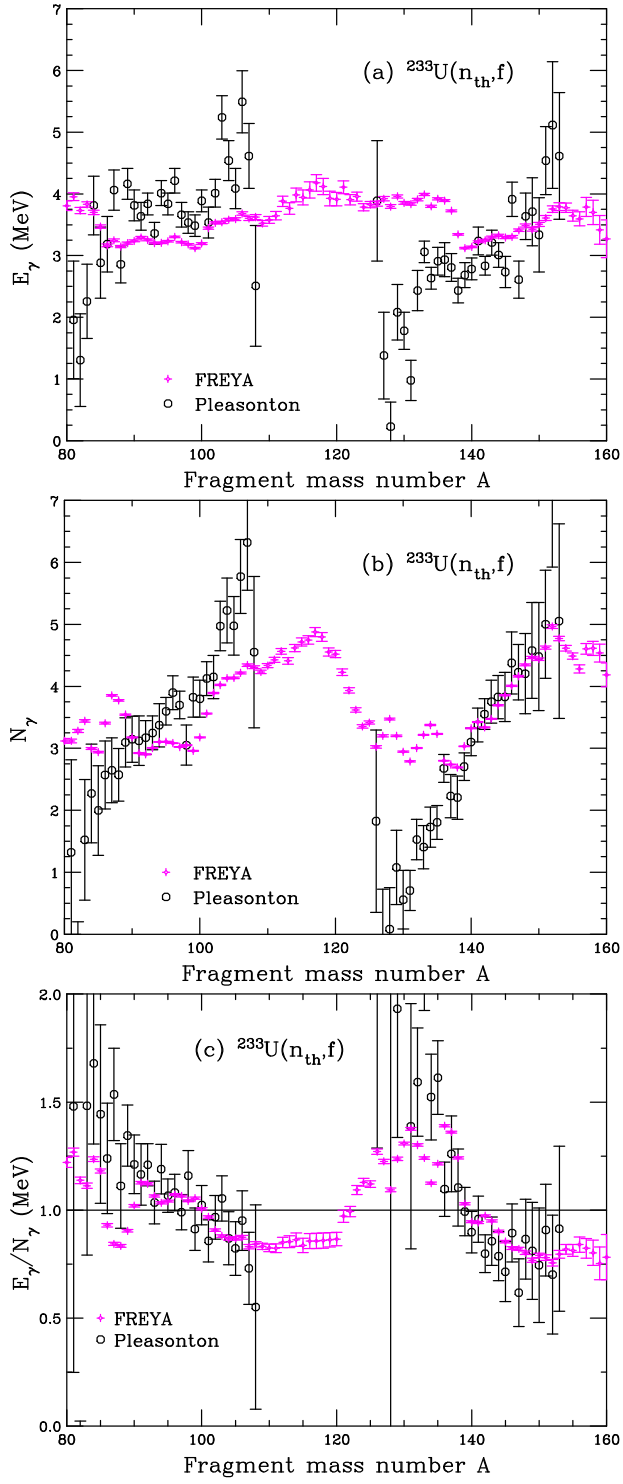 7
(a) ²³³U(nₜₕ,f)
6
5
4
3
2
1
0
E_γ (MeV)
FREYA
Pleasonton
80 100 120 140 160
Fragment mass number A
7
(b) ²³³U(nₜₕ,f)
6
5
4
3
2
1
0
N_γ
FREYA
Pleasonton
80 100 120 140 160
Fragment mass number A
2.0
(c) ²³³U(nₜₕ,f)
1.5
1.0
0.5
0.0
E_γ/N_γ (MeV)
FREYA
Pleasonton
80 100 120 140 160
Fragment mass number A